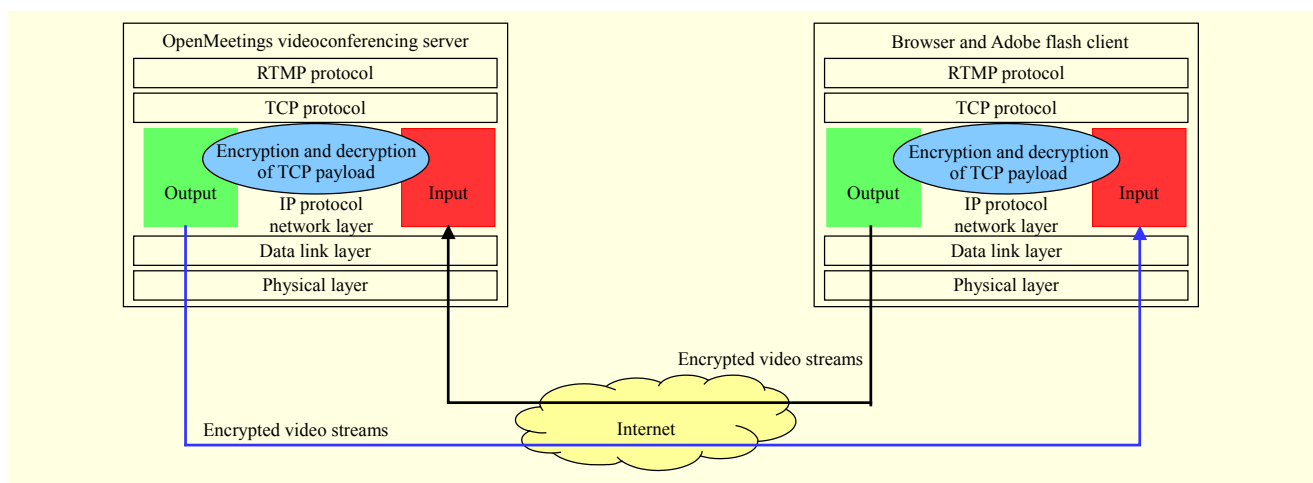 OpenMeetings videoconferencing server
RTMP protocol
TCP protocol
Encryption and decryption
of TCP payload
Output
Input
IP protocol
network layer
Data link layer
Physical layer
Browser and Adobe flash client
RTMP protocol
TCP protocol
Encryption and decryption
of TCP payload
Output
Input
IP protocol
network layer
Data link layer
Physical layer
Encrypted video streams
Encrypted video streams
Internet